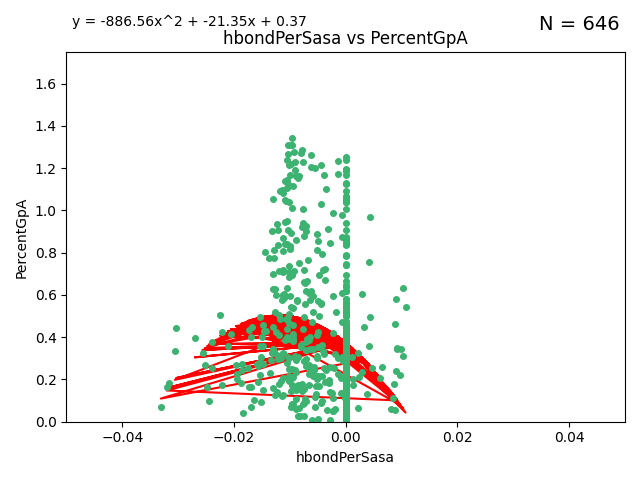 y = -886.56x^2 + -21.35x + 0.37
N = 646
hbondPerSasa vs PercentGpA
PercentGpA
1.6
1.4
1.2
1.0
0.8
0.6
0.4
0.2
0.0
−0.04
−0.02
0.00
0.02
0.04
hbondPerSasa